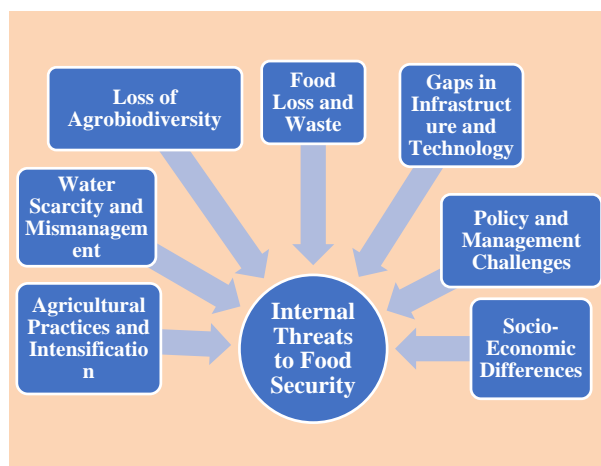 Loss of
Agrobiodiversity
Food
Loss and
Waste
Gaps in
Infrastruct
ure and
Technology
Water
Scarcity and
Mismanagem
ent
Policy and
Management
Challenges
Agricultural
Practices and
Intensificatio
n
Internal
Threats
to Food
Security
Socio-
Economic
Differences